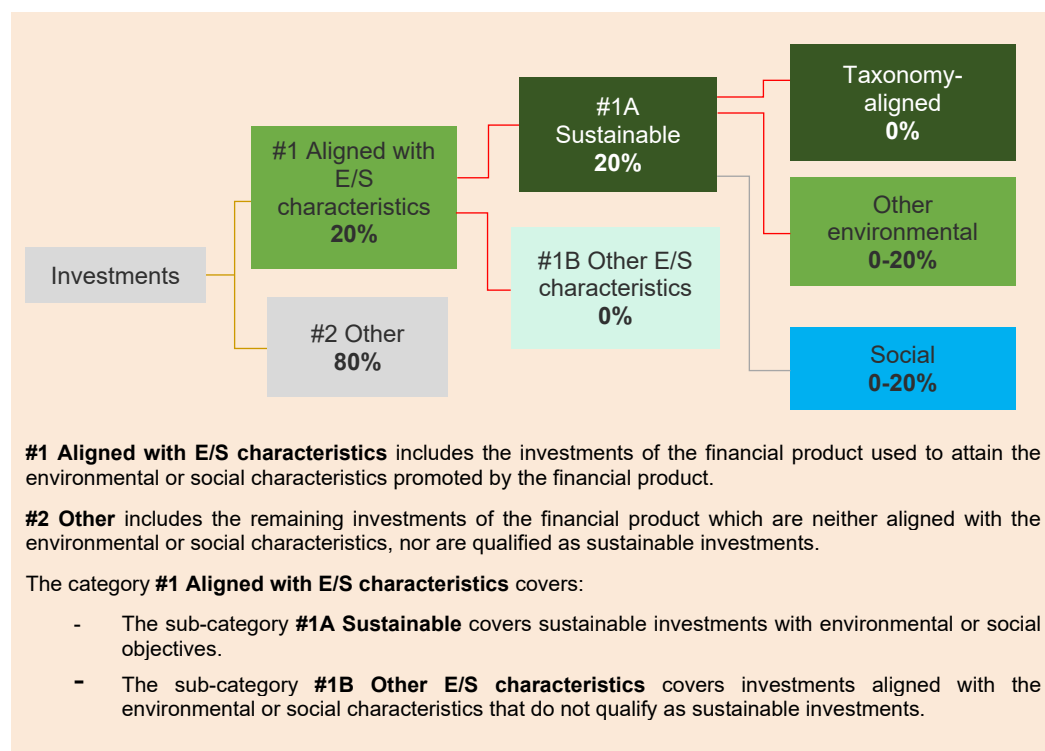 Investments
#1 Aligned with
E/S
characteristics
20%
#2 Other
80%
#1A
Sustainable
20%
#1B Other E/S
characteristics
0%
Taxonomy-
aligned
0%
Other
environmental
0-20%
Social
0-20%
#1 Aligned with E/S characteristics includes the investments of the financial product used to attain the
environmental or social characteristics promoted by the financial product.
#2 Other includes the remaining investments of the financial product which are neither aligned with the
environmental or social characteristics, nor are qualified as sustainable investments.
The category #1 Aligned with E/S characteristics covers:
- The sub-category #1A Sustainable covers sustainable investments with environmental or social
objectives.
- The sub-category #1B Other E/S characteristics covers investments aligned with the
environmental or social characteristics that do not qualify as sustainable investments.